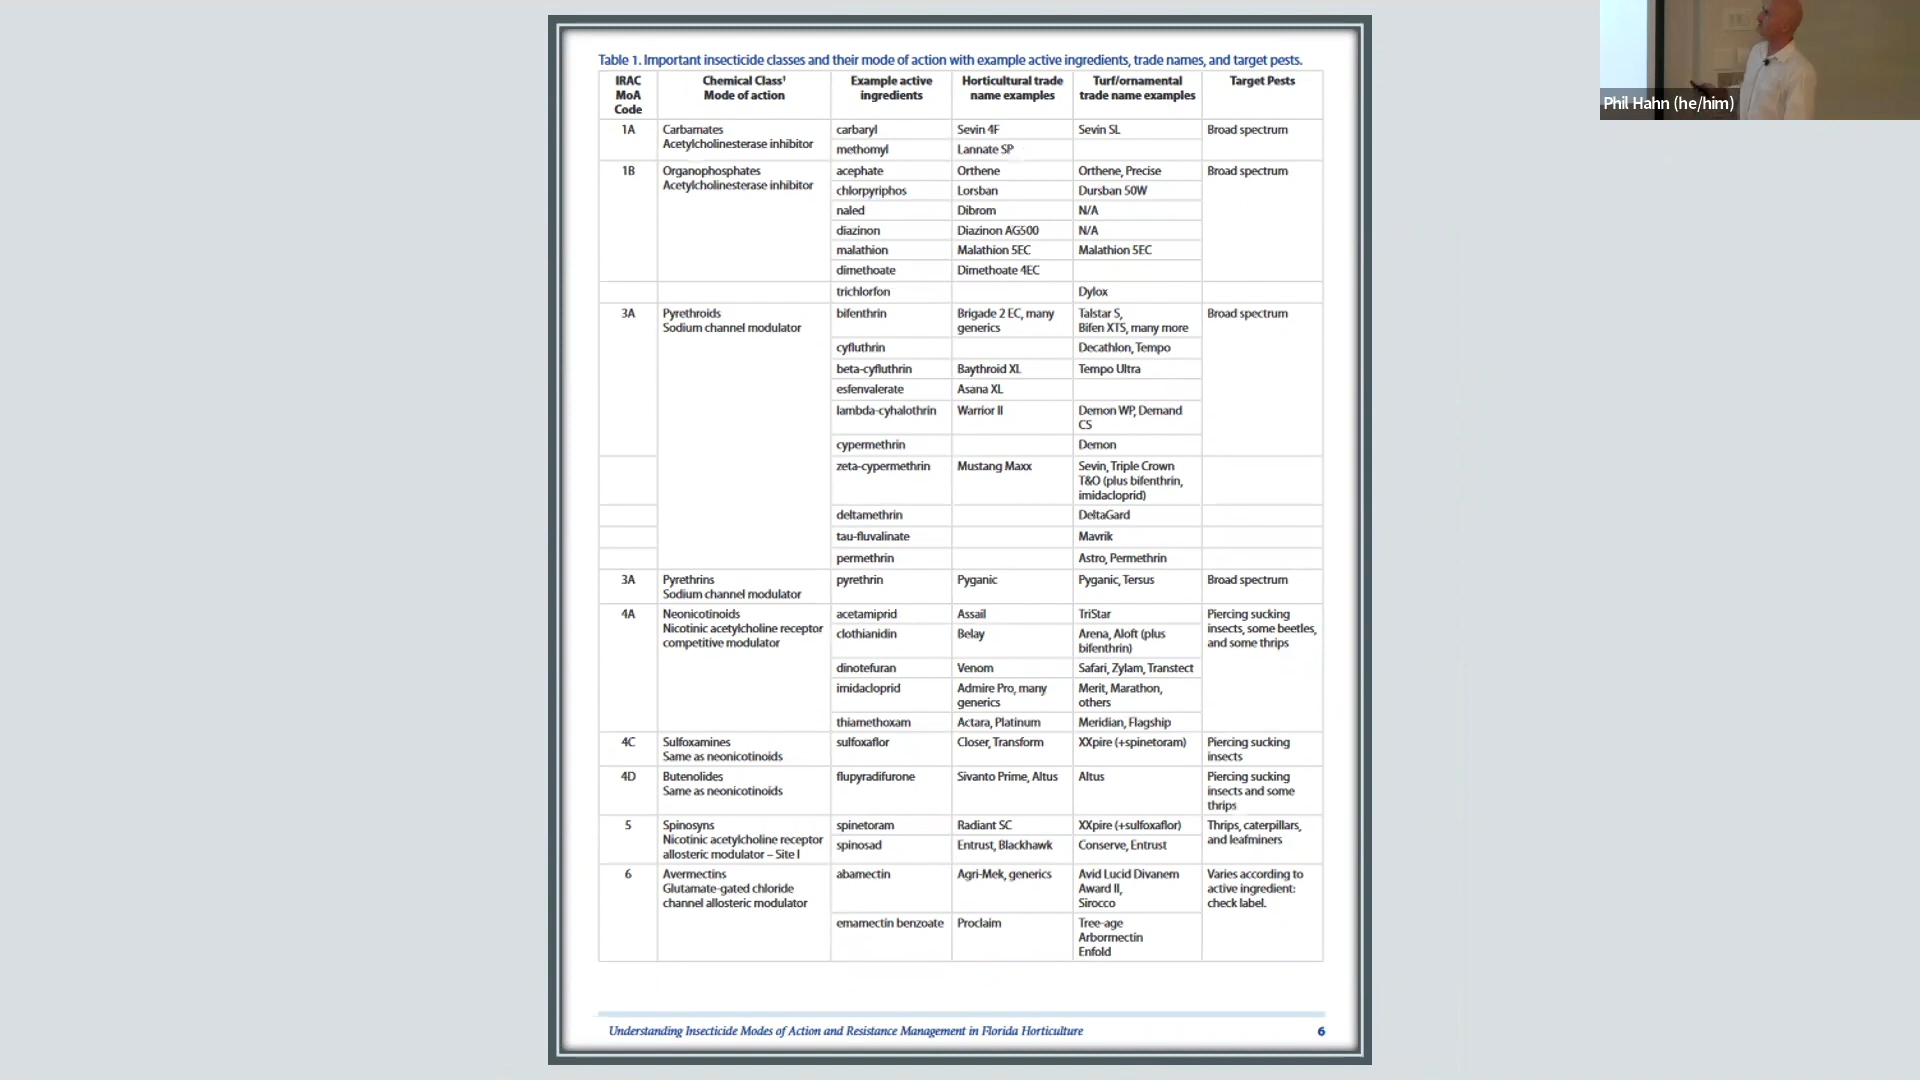 Table 1. Important insecticide classes and their mode of action with example active ingredients, trade names, and target pests.
IRAC MoA Code | Chemical Class¹ Mode of action | Example active ingredients | Horticultural trade name examples | Turf/ornamental trade name examples | Target Pests
1A | Carbamates Acetylcholinesterase inhibitor | carbaryl | Sevin 4F | Sevin SL | Broad spectrum
methomyl | Lannate SP
1B | Organophosphates Acetylcholinesterase inhibitor | acephate | Orthene | Orthene, Precise | Broad spectrum
chlorpyriphos | Lorsban | Dursban 50W
naled | Dibrom | N/A
diazinon | Diazinon AG500 | N/A
malathion | Malathion 5EC | Malathion 5EC
dimethoate | Dimethoate 4EC
trichlorfon | Dylox
3A | Pyrethroids Sodium channel modulator | bifenthrin | Brigade 2 EC, many generics | Talstar S, Bifen XTS, many more | Broad spectrum
cyfluthrin | Decathlon, Tempo
beta-cyfluthrin | Baythroid XL | Tempo Ultra
esfenvalerate | Asana XL
lambda-cyhalothrin | Warrior II | Demon WP, Demand CS
cypermethrin | Demon
zeta-cypermethrin | Mustang Maxx | Sevin, Triple Crown T&O (plus bifenthrin, imidacloprid)
deltamethrin | DeltaGard
tau-fluvalinate | Mavrik
permethrin | Astro, Permethrin
3A | Pyrethrins Sodium channel modulator | pyrethrin | Pyganic | Pyganic, Tersus | Broad spectrum
4A | Neonicotinoids Nicotinic acetylcholine receptor competitive modulator | acetamiprid | Assail | TriStar | Piercing sucking insects, some beetles, and some thrips
clothianidin | Belay | Arena, Aloft (plus bifenthrin)
dinotefuran | Venom | Safari, Zylam, Transtect
imidacloprid | Admire Pro, many generics | Merit, Marathon, others
thiamethoxam | Actara, Platinum | Meridian, Flagship
4C | Sulfoxamines Same as neonicotinoids | sulfoxaflor | Closer, Transform | XXpire (+spinetoram) | Piercing sucking insects
4D | Butenolides Same as neonicotinoids | flupyradifurone | Sivanto Prime, Altus | Altus | Piercing sucking insects and some thrips
5 | Spinosyns Nicotinic acetylcholine receptor allosteric modulator – Site I | spinetoram | Radiant SC | XXpire (+sulfoxaflor) | Thrips, caterpillars, and leafminers
spinosad | Entrust, Blackhawk | Conserve, Entrust
6 | Avermectins Glutamate-gated chloride channel allosteric modulator | abamectin | Agri-Mek, generics | Avid Lucid Divanem Award II, Sirocco | Varies according to active ingredient: check label.
emamectin benzoate | Proclaim | Tree-age Arbormectin Enfold
Understanding Insecticide Modes of Action and Resistance Management in Florida Horticulture 6
Phil Hahn (he/him)